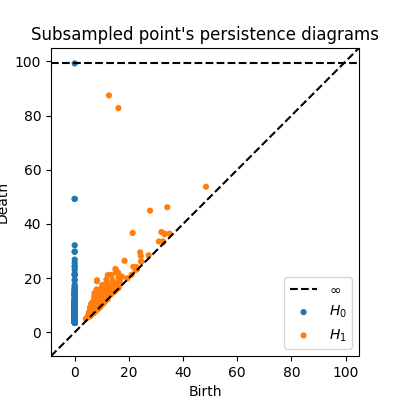 Subsampled point's persistence diagrams
100
80
60
40
20
0
Death
∞
H₀
H₁
0 20 40 60 80 100
Birth